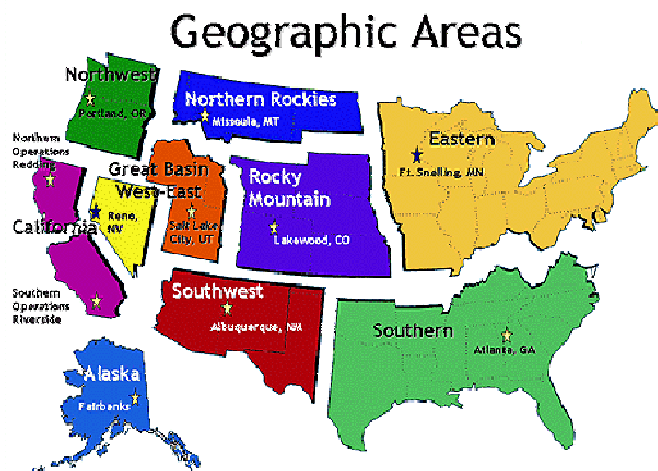 Geographic Areas
Northwest
Portland, OR
Northern Rockies
Missoula, MT
Eastern
Ft. Snelling, MN
Northern
Operations
Redding
Great Basin
West-East
Reno,
NV
Salt Lake
City, UT
Rocky
Mountain
Lakewood, CO
California
Southern
Operations
Riverside
Southwest
Albuquerque, NM
Southern
Atlanta, GA
Alaska
Fairbanks